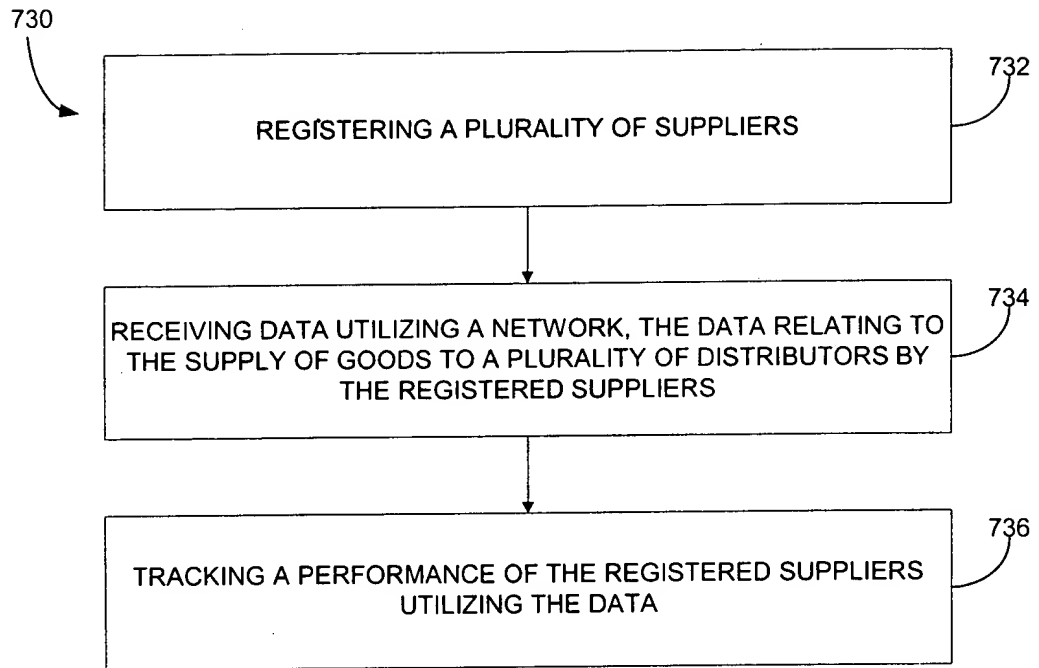 730
732
REGISTERING A PLURALITY OF SUPPLIERS
734
RECEIVING DATA UTILIZING A NETWORK, THE DATA RELATING TO
THE SUPPLY OF GOODS TO A PLURALITY OF DISTRIBUTORS BY
THE REGISTERED SUPPLIERS
736
TRACKING A PERFORMANCE OF THE REGISTERED SUPPLIERS
UTILIZING THE DATA